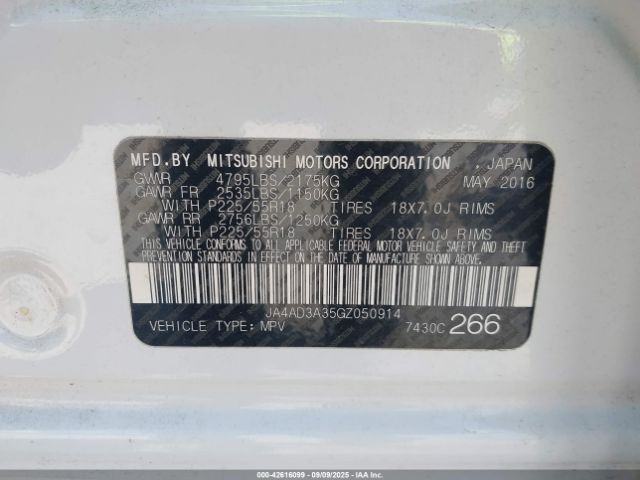 MFD.BY MITSUBISHI MOTORS CORPORATION , JAPAN
GVWR 4795LBS/2175KG MAY 2016
GAWR FR 2535LBS/1150KG
WITH P225/55R18 TIRES 18X7.0J RIMS
GAWR RR 2756LBS/1250KG
WITH P225/55R18 TIRES 18X7.0J RIMS
THIS VEHICLE CONFORMS TO ALL APPLICABLE FEDERAL MOTOR VEHICLE SAFETY AND THEFT
PREVENTION STANDARDS IN EFFECT ON THE DATE OF MANUFACTURE SHOWN ABOVE.
JA4AD3A35GZ050914
VEHICLE TYPE: MPV 7430C 266
000-42616099 - 09/09/2025 - copart.com